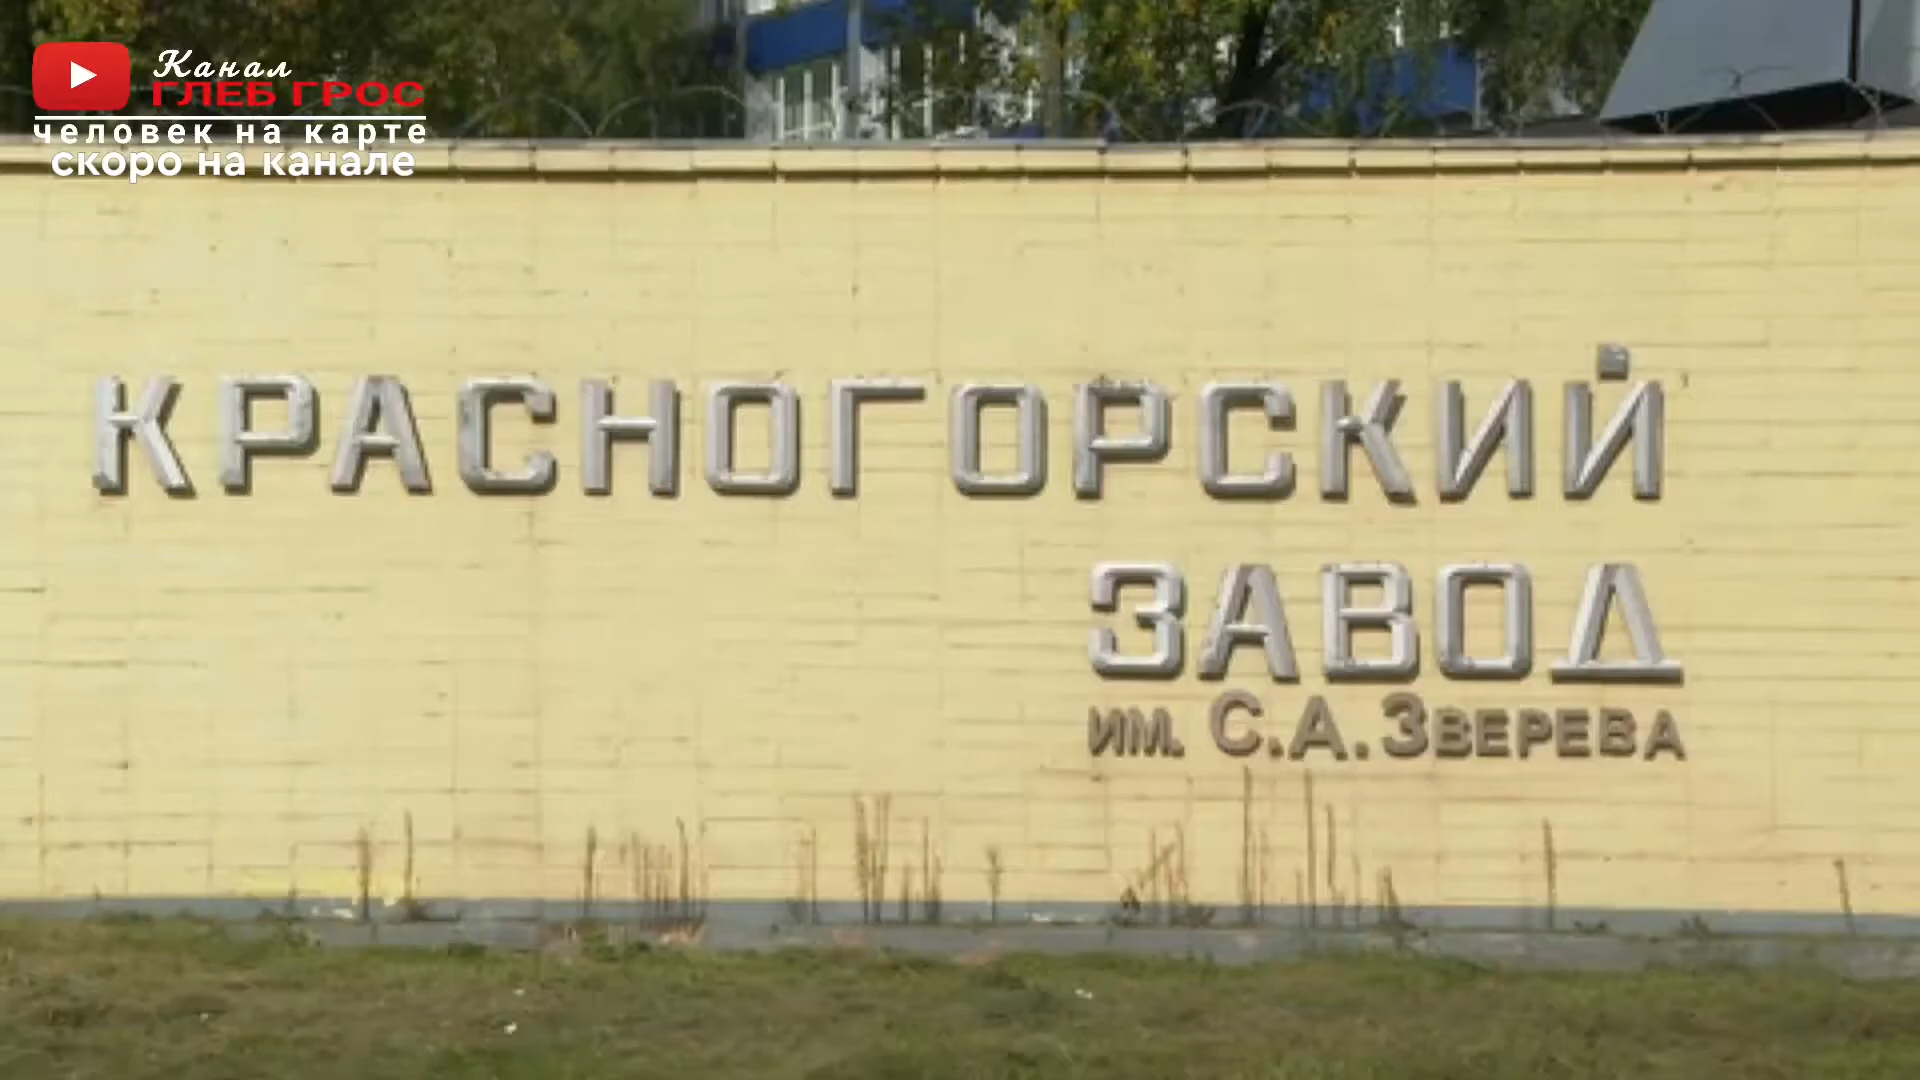 Канал
ГЛЕБ ГРОС
человек на карте
скоро на канале
КРАСНОГОРСКИЙ
ЗАВОД
ИМ. С.А. ЗВЕРЕВА